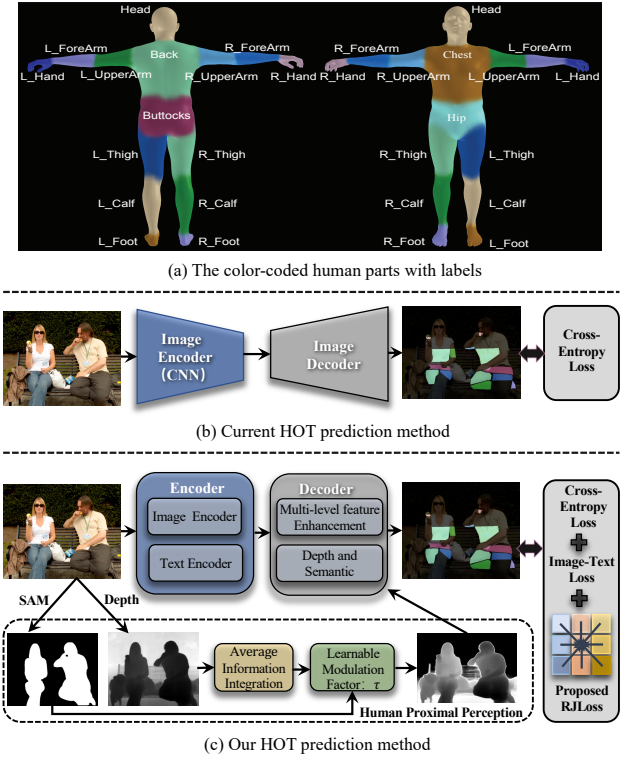 Head
L_ForeArm
R_ForeArm
Back
L_Hand
L_UpperArm
R_UpperArm
R_Hand
Buttocks
L_Thigh
R_Thigh
L_Calf
R_Calf
L_Foot
R_Foot
Head
R_ForeArm
L_ForeArm
Chest
R_Hand
R_UpperArm
L_UpperArm
L_Hand
Hip
R_Thigh
L_Thigh
R_Calf
L_Calf
R_Foot
L_Foot
(a) The color-coded human parts with labels
Image
Encoder
(CNN)
Image
Decoder
Cross-
Entropy
Loss
(b) Current HOT prediction method
Encoder
Image Encoder
Text Encoder
Decoder
Multi-level feature
Enhancement
Depth and
Semantic
Cross-
Entropy
Loss
Image-Text
Loss
Proposed
RJLoss
SAM
Depth
Average
Information
Integration
Learnable
Modulation
Factor: τ
Human Proximal Perception
(c) Our HOT prediction method